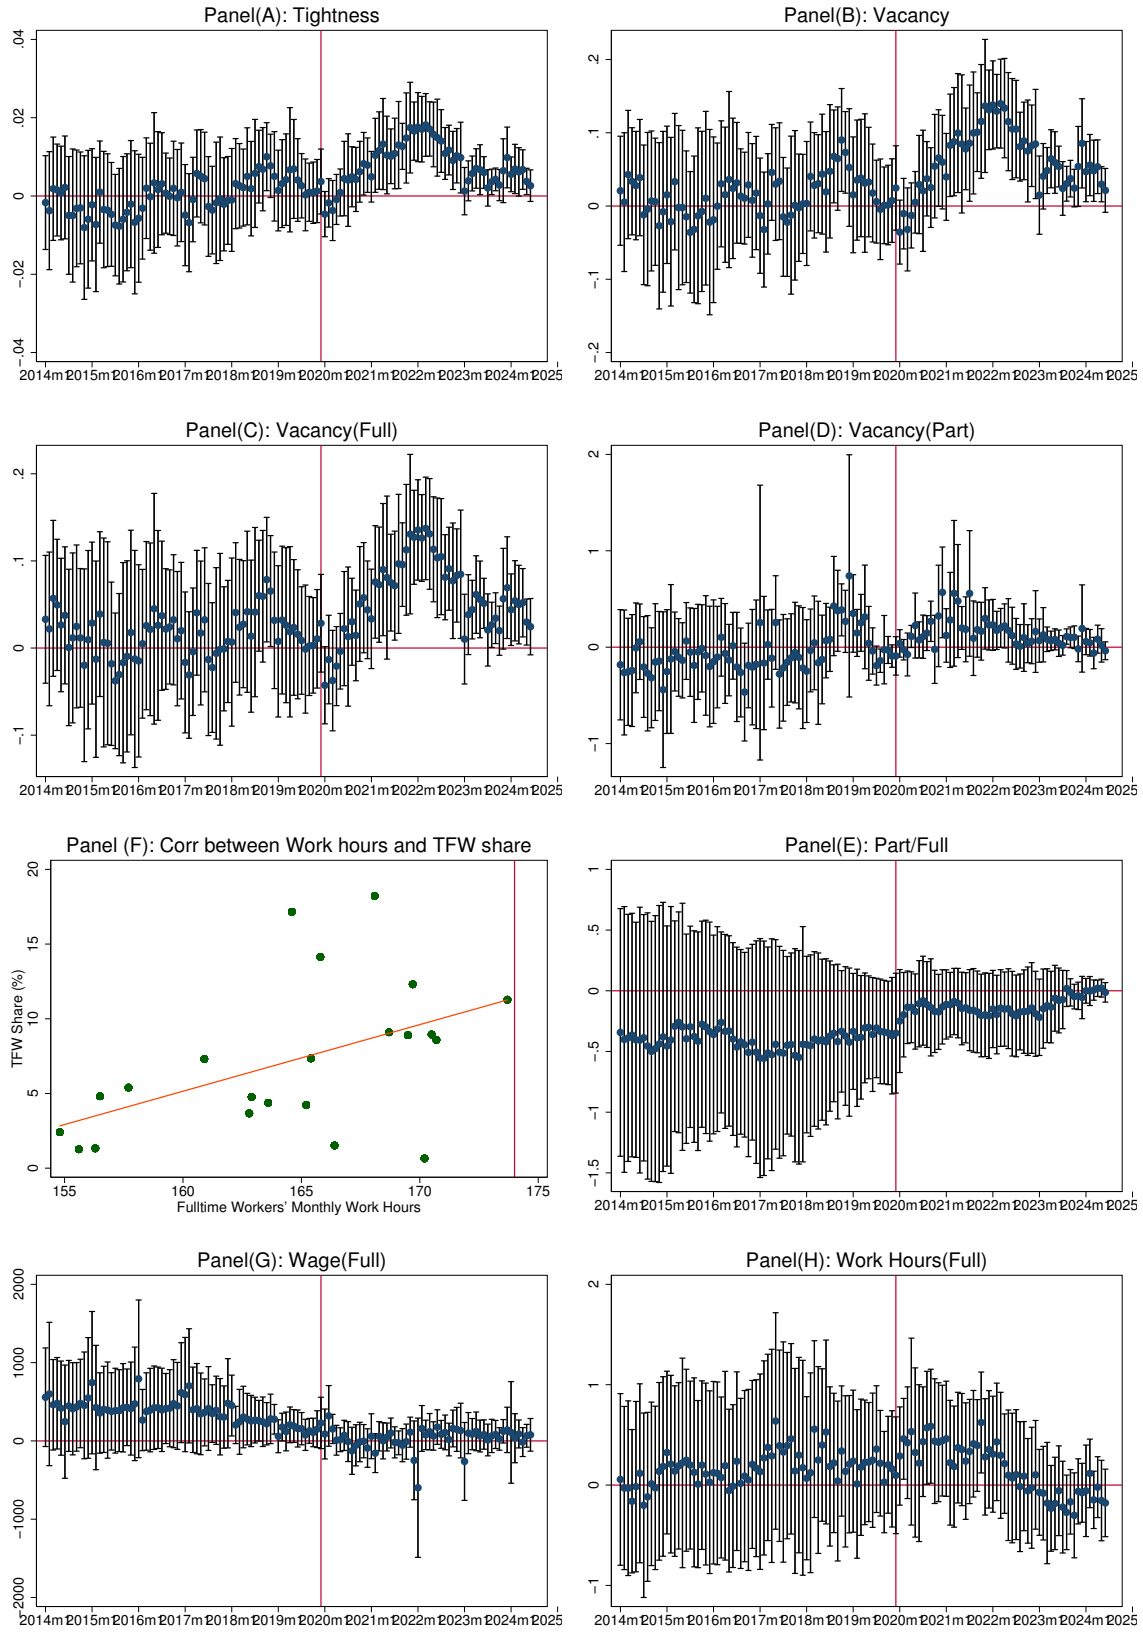 Panel(A): Tightness
.04
.02
0
-.02
-.04
2014m1 2015m1 2016m1 2017m1 2018m1 2019m1 2020m1 2021m1 2022m1 2023m1 2024m1 2025
Panel(B): Vacancy
.2
.1
0
-.1
-.2
2014m1 2015m1 2016m1 2017m1 2018m1 2019m1 2020m1 2021m1 2022m1 2023m1 2024m1 2025m
Panel(C): Vacancy(Full)
.2
.1
0
-.1
2014m1 2015m1 2016m1 2017m1 2018m1 2019m1 2020m1 2021m1 2022m1 2023m1 2024m1 2025
Panel(D): Vacancy(Part)
2
1
0
-1
2014m1 2015m1 2016m1 2017m1 2018m1 2019m1 2020m1 2021m1 2022m1 2023m1 2024m1 2025m
Panel (F): Corr between Work hours and TFW share
TFW Share (%)
20
15
10
5
0
155 160 165 170 175
Fulltime Workers' Monthly Work Hours
Panel(E): Part/Full
1
.5
0
-.5
-1
-1.5
2014m1 2015m1 2016m1 2017m1 2018m1 2019m1 2020m1 2021m1 2022m1 2023m1 2024m1 2025m
Panel(G): Wage(Full)
2000
1000
0
-1000
-2000
2014m1 2015m1 2016m1 2017m1 2018m1 2019m1 2020m1 2021m1 2022m1 2023m1 2024m1 2025
Panel(H): Work Hours(Full)
2
1
0
-1
2014m1 2015m1 2016m1 2017m1 2018m1 2019m1 2020m1 2021m1 2022m1 2023m1 2024m1 2025m